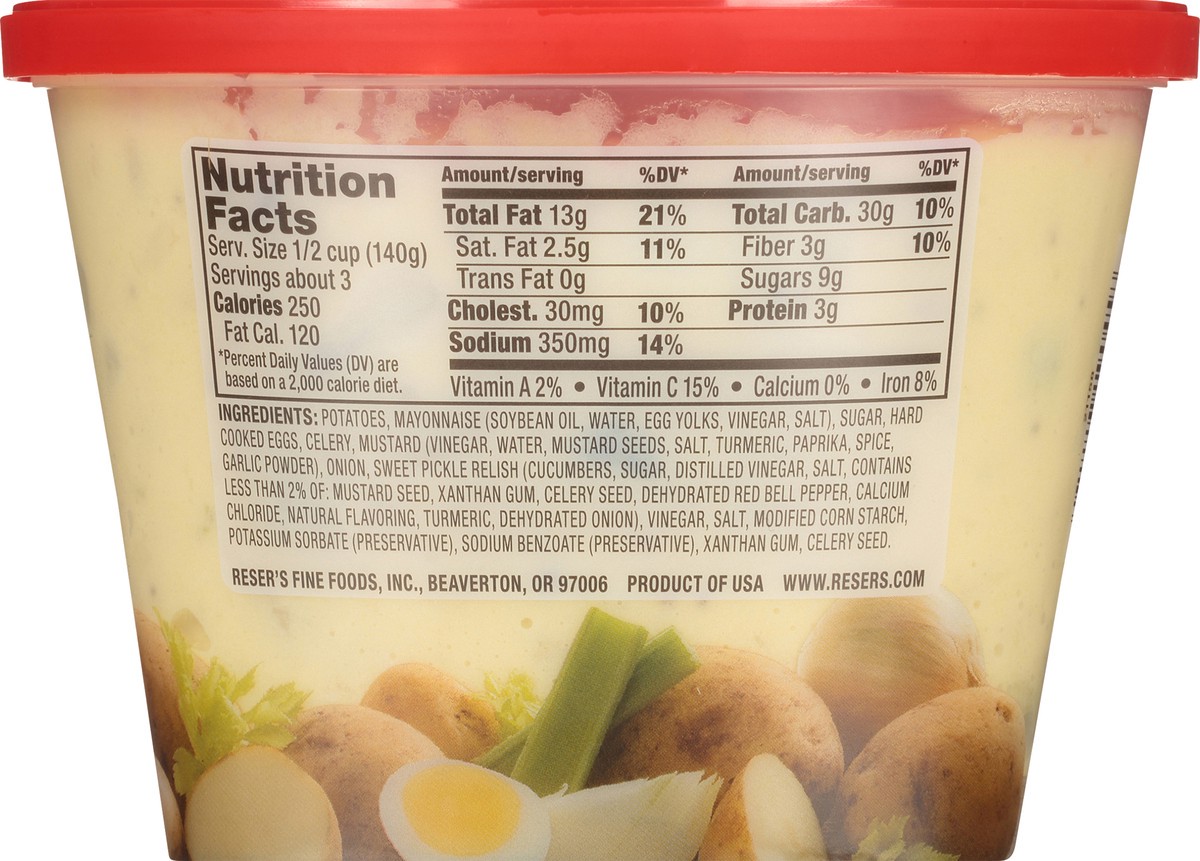 Nutrition
Facts
Serv. Size 1/2 cup (140g)
Servings about 3
Calories 250
Fat Cal. 120
*Percent Daily Values (DV) are
based on a 2,000 calorie diet.
Amount/serving %DV* Amount/serving %DV*
Total Fat 13g 21% Total Carb. 30g 10%
Sat. Fat 2.5g 11% Fiber 3g 10%
Trans Fat 0g Sugars 9g
Cholest. 30mg 10% Protein 3g
Sodium 350mg 14%
Vitamin A 2% • Vitamin C 15% • Calcium 0% • Iron 8%
INGREDIENTS: POTATOES, MAYONNAISE (SOYBEAN OIL, WATER, EGG YOLKS, VINEGAR, SALT), SUGAR, HARD
COOKED EGGS, CELERY, MUSTARD (VINEGAR, WATER, MUSTARD SEEDS, SALT, TURMERIC, PAPRIKA, SPICE,
GARLIC POWDER), ONION, SWEET PICKLE RELISH (CUCUMBERS, SUGAR, DISTILLED VINEGAR, SALT, CONTAINS
LESS THAN 2% OF: MUSTARD SEED, XANTHAN GUM, CELERY SEED, DEHYDRATED RED BELL PEPPER, CALCIUM
CHLORIDE, NATURAL FLAVORING, TURMERIC, DEHYDRATED ONION), VINEGAR, SALT, MODIFIED CORN STARCH,
POTASSIUM SORBATE (PRESERVATIVE), SODIUM BENZOATE (PRESERVATIVE), XANTHAN GUM, CELERY SEED.
RESER'S FINE FOODS, INC., BEAVERTON, OR 97006 PRODUCT OF USA WWW.RESERS.COM